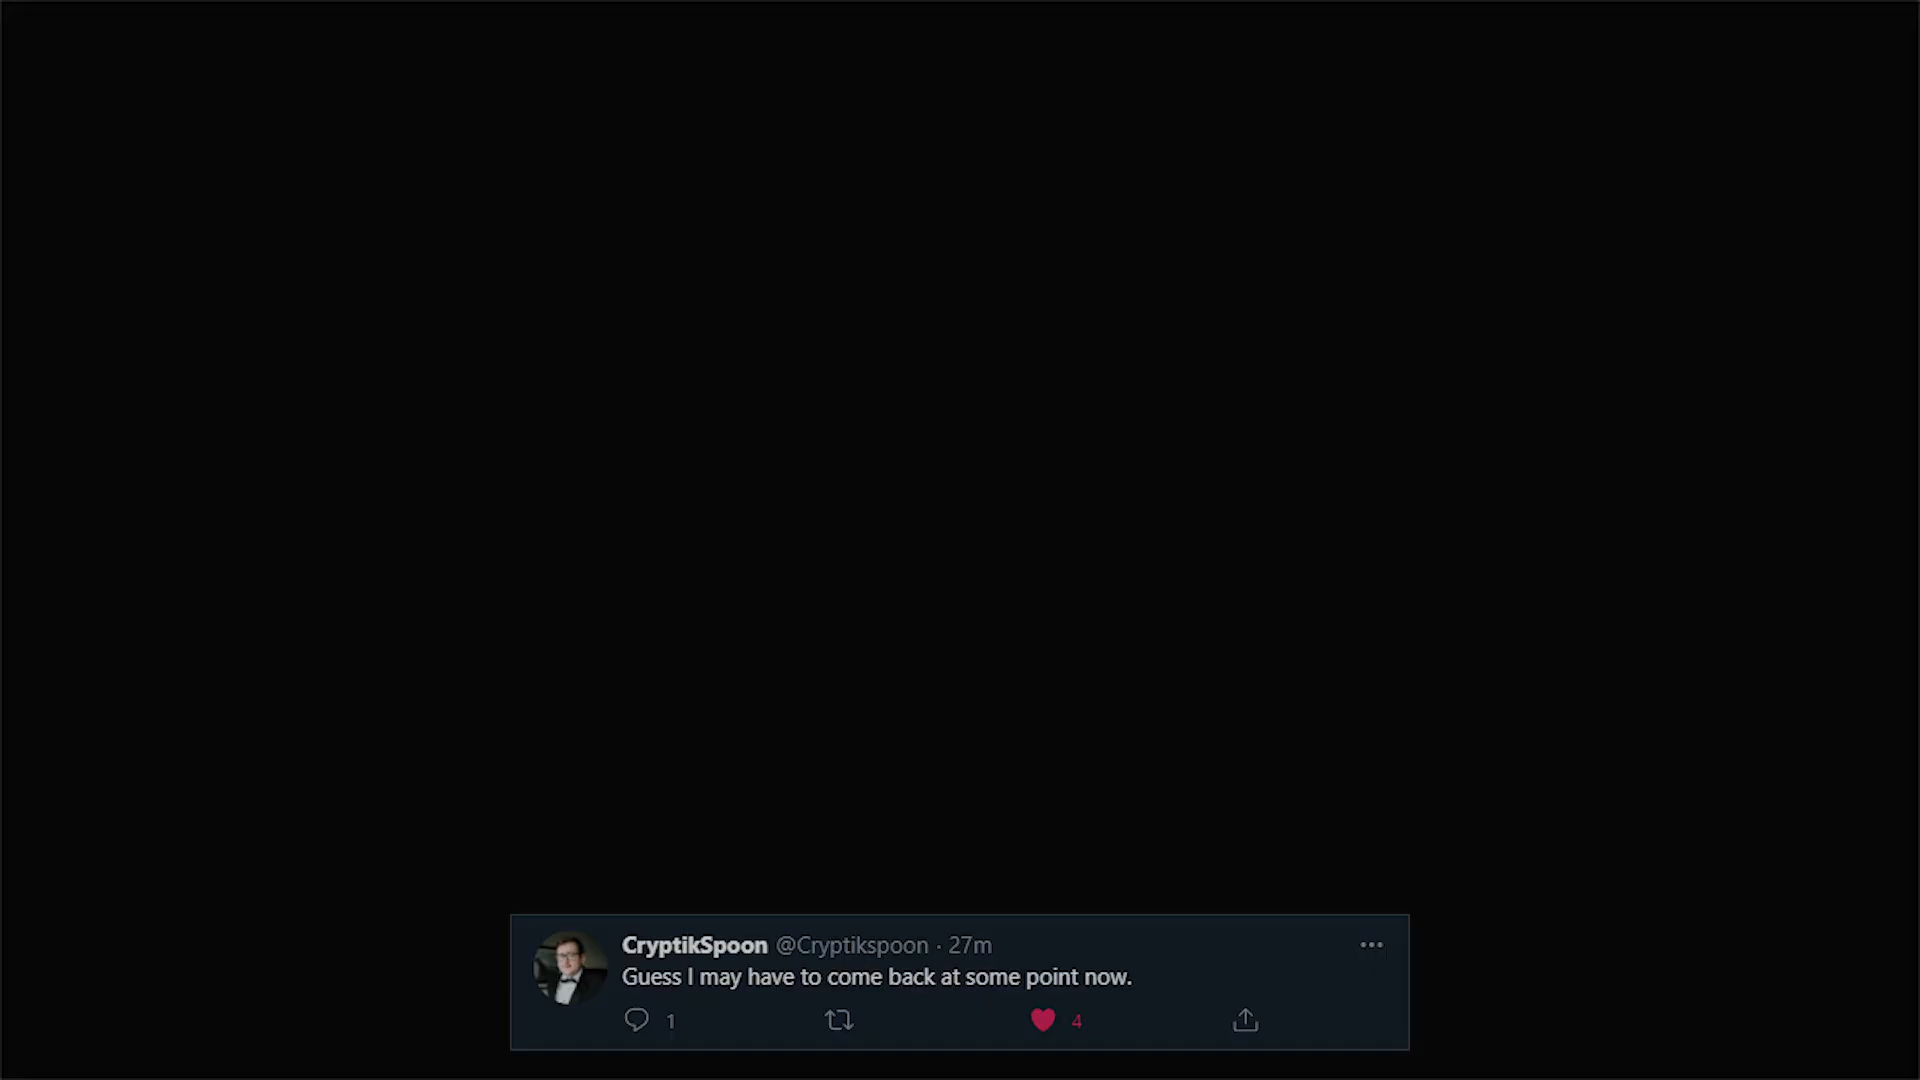 CryptikSpoon @Cryptikspoon · 27m
Guess I may have to come back at some point now.
1 4